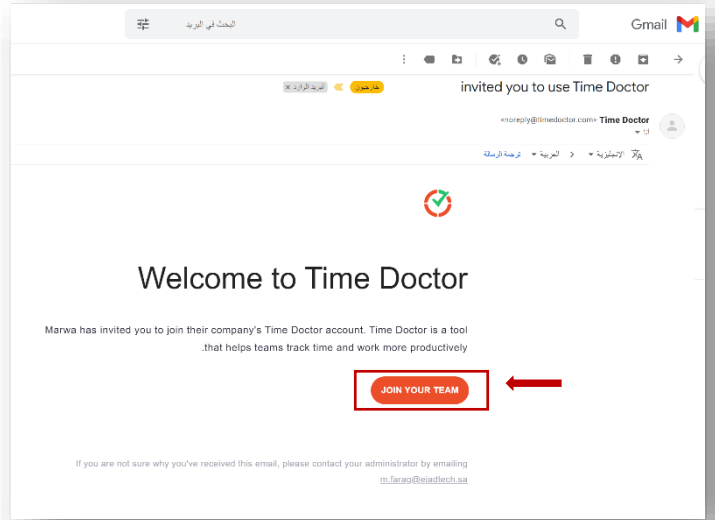 Gmail
البحث في البريد
invited you to use Time Doctor
خارجيون
البريد الوارد ×
Time Doctor <noreply@timedoctor.com>
أنا
الإنجليزية
العربية
ترجمة الرسالة
Welcome to Time Doctor
Marwa has invited you to join their company's Time Doctor account. Time Doctor is a tool
.that helps teams track time and work more productively
JOIN YOUR TEAM
If you are not sure why you've received this email, please contact your administrator by emailing
m.farag@ejadtech.sa